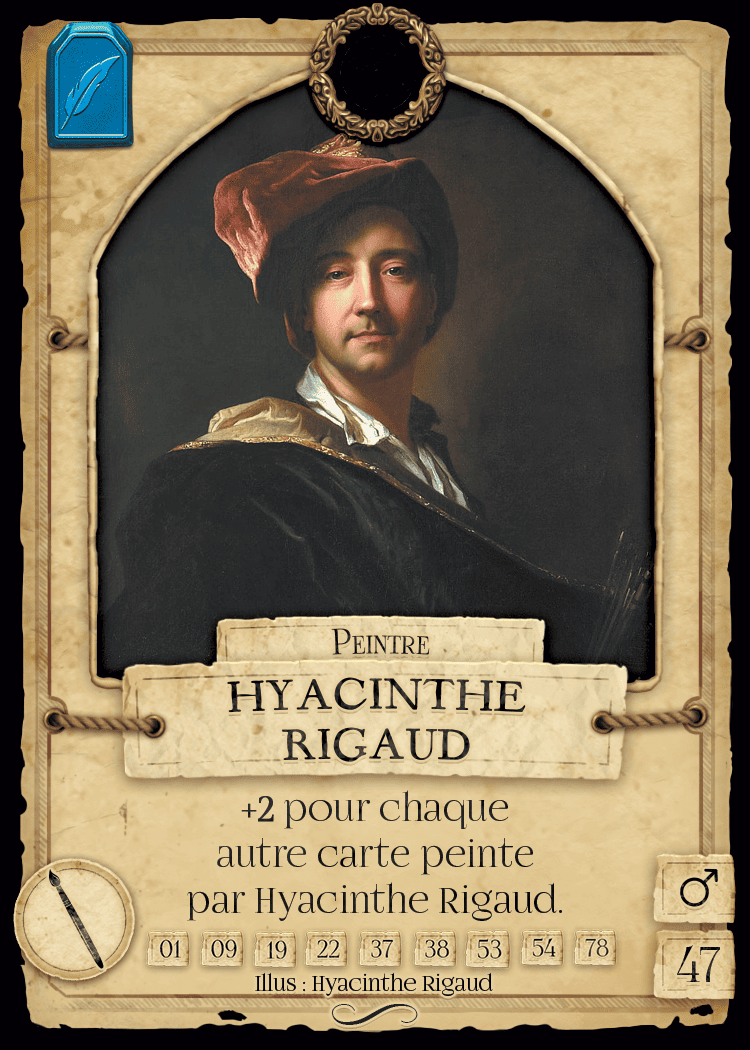 Peintre
HYACINTHE
RIGAUD
+2 pour chaque
autre carte peinte
par Hyacinthe Rigaud.
01 09 19 22 37 38 53 54 78
Illus : Hyacinthe Rigaud
♂
47